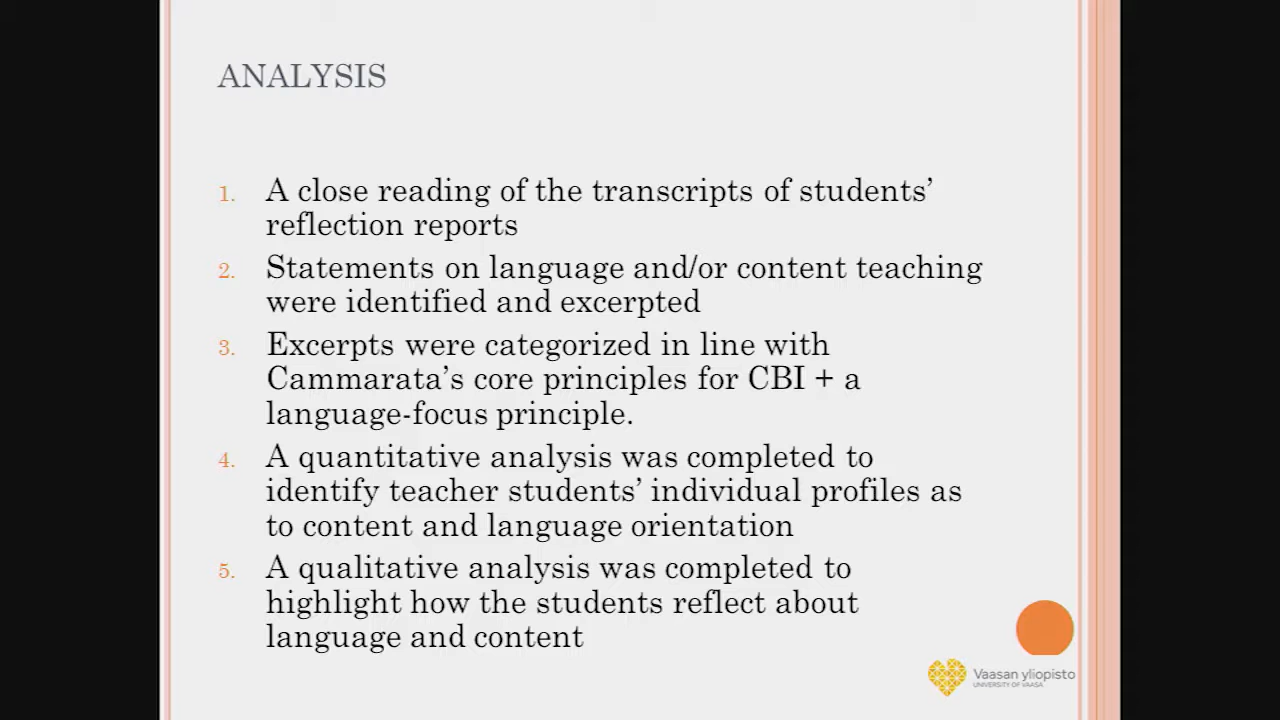 ANALYSIS
1. A close reading of the transcripts of students’
reflection reports
2. Statements on language and/or content teaching
were identified and excerpted
3. Excerpts were categorized in line with
Cammarata’s core principles for CBI + a
language-focus principle.
4. A quantitative analysis was completed to
identify teacher students’ individual profiles as
to content and language orientation
5. A qualitative analysis was completed to
highlight how the students reflect about
language and content
Vaasan yliopisto
UNIVERSITY OF VAASA